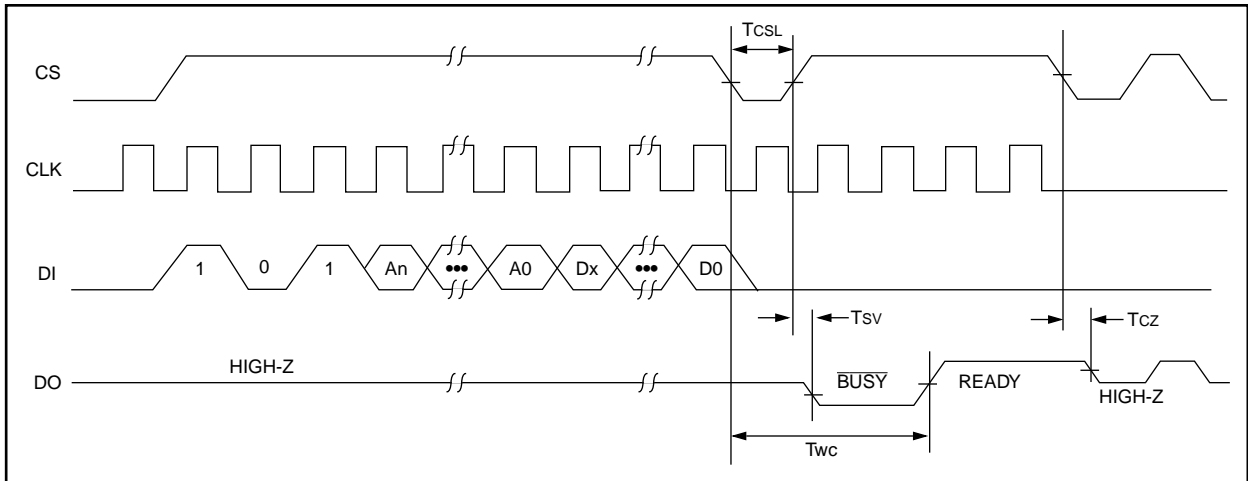 TCSL
CS
CLK
DI
1 0 1 An ••• A0 Dx ••• D0
TSV
TCZ
HIGH-Z
DO
BUSY
READY
HIGH-Z
TWC